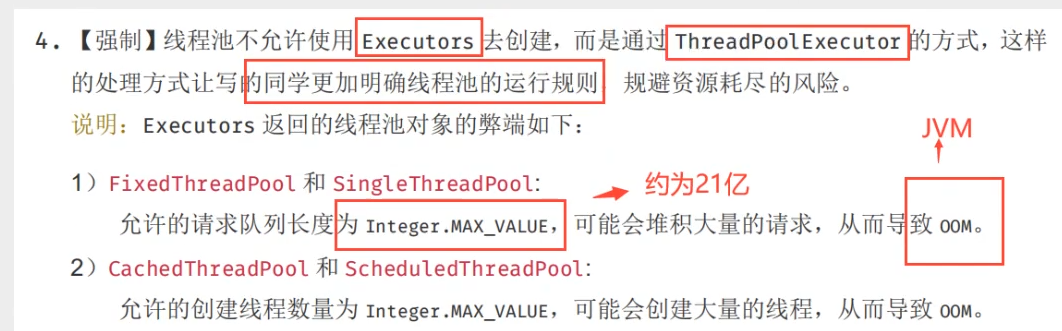 4. 【强制】线程池不允许使用 Executors 去创建，而是通过 ThreadPoolExecutor 的方式，这样
的处理方式让写的同学更加明确线程池的运行规则，规避资源耗尽的风险。
说明：Executors 返回的线程池对象的弊端如下：
JVM
1）FixedThreadPool 和 SingleThreadPool:
约为21亿
允许的请求队列长度为 Integer.MAX_VALUE，可能会堆积大量的请求，从而导致 OOM。
2）CachedThreadPool 和 ScheduledThreadPool:
允许的创建线程数量为 Integer.MAX_VALUE，可能会创建大量的线程，从而导致 OOM。